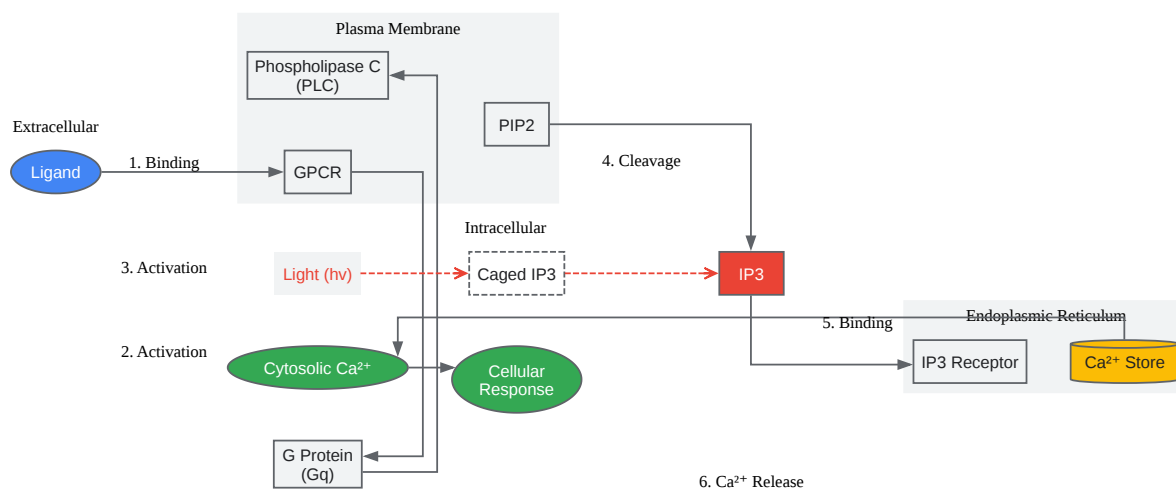 Plasma Membrane
Phospholipase C
(PLC)
PIP2
Extracellular
1. Binding
4. Cleavage
Ligand
GPCR
Intracellular
3. Activation
Light (hv)
Caged IP3
IP3
5. Binding
Endoplasmic Reticulum
2. Activation
Cytosolic Ca²⁺
Cellular
Response
IP3 Receptor
Ca²⁺ Store
G Protein
(Gq)
6. Ca²⁺ Release